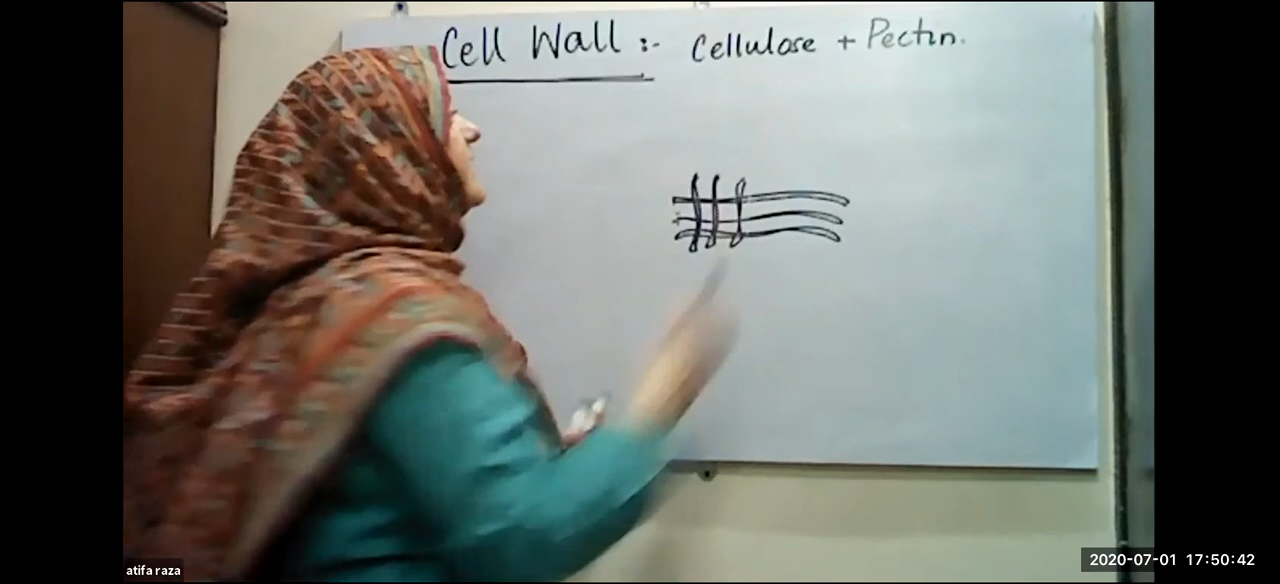 Cell Wall :- Cellulose + Pectin.
atifa raza
2020-07-01 17:50:42